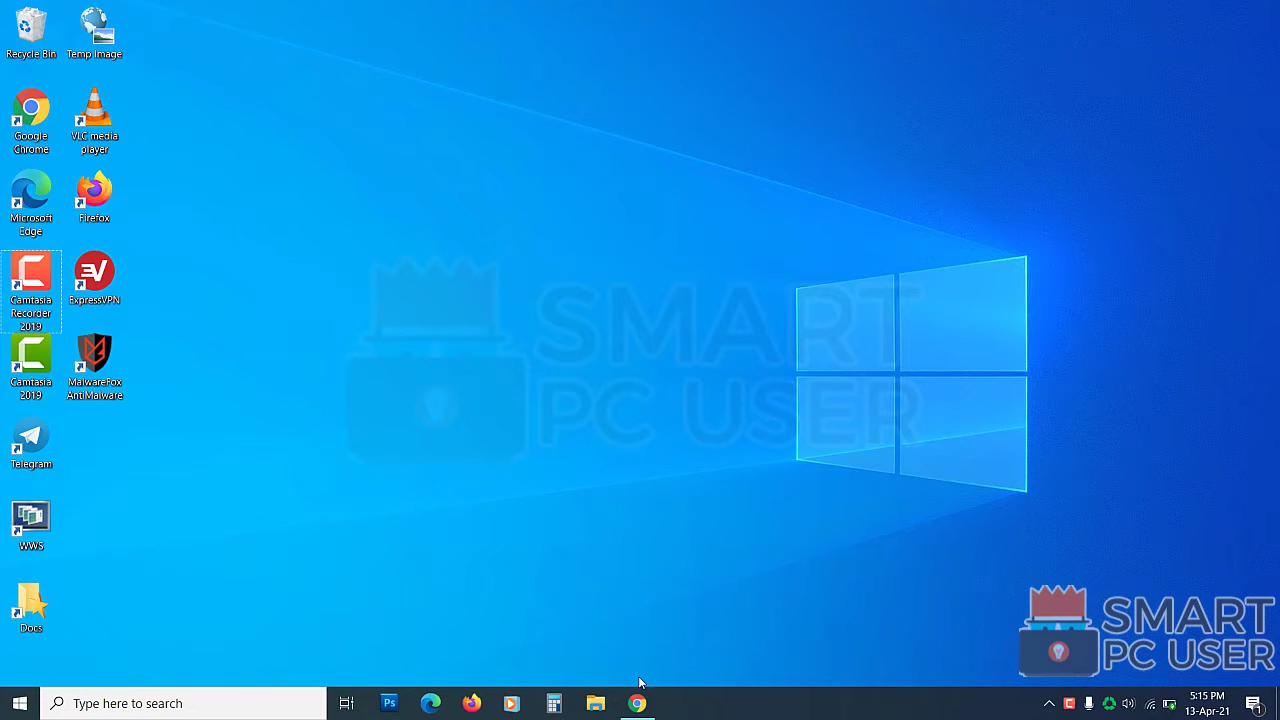 Recycle Bin
Temp Image
Google
Chrome
VLC media
player
Microsoft
Edge
Firefox
Camtasia
Recorder
2019
ExpressVPN
Camtasia
2019
MalwareFox
AntiMalware
Telegram
WWS
Docs
SMART
PC USER
SMART
PC USER
Type here to search
Ps
5:15 PM
13-Apr-21
1